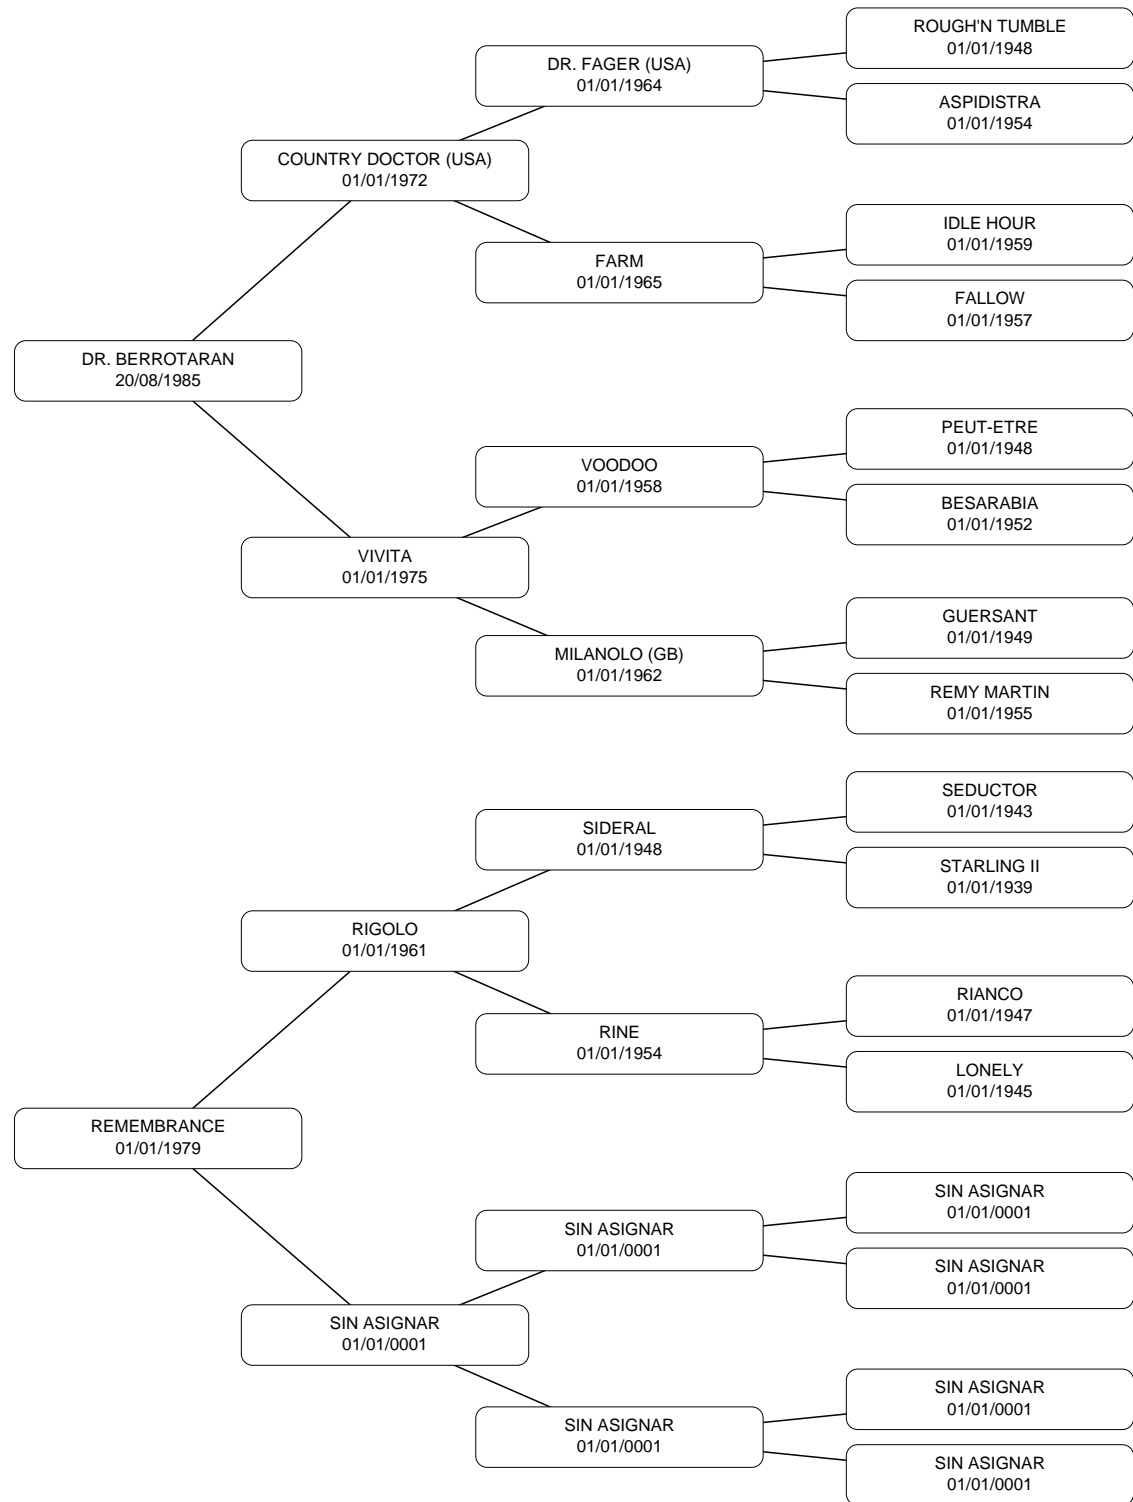 ROUGH'N TUMBLE
01/01/1948
DR. FAGER (USA)
01/01/1964
ASPIDISTRA
01/01/1954
COUNTRY DOCTOR (USA)
01/01/1972
IDLE HOUR
01/01/1959
FARM
01/01/1965
FALLOW
01/01/1957
DR. BERROTARAN
20/08/1985
PEUT-ETRE
01/01/1948
VOODOO
01/01/1958
BESARABIA
01/01/1952
VIVITA
01/01/1975
GUERSANT
01/01/1949
MILANOLO (GB)
01/01/1962
REMY MARTIN
01/01/1955
SEDUCTOR
01/01/1943
SIDERAL
01/01/1948
STARLING II
01/01/1939
RIGOLO
01/01/1961
RIANCO
01/01/1947
RINE
01/01/1954
LONELY
01/01/1945
REMEMBRANCE
01/01/1979
SIN ASIGNAR
01/01/0001
SIN ASIGNAR
01/01/0001
SIN ASIGNAR
01/01/0001
SIN ASIGNAR
01/01/0001
SIN ASIGNAR
01/01/0001
SIN ASIGNAR
01/01/0001
SIN ASIGNAR
01/01/0001